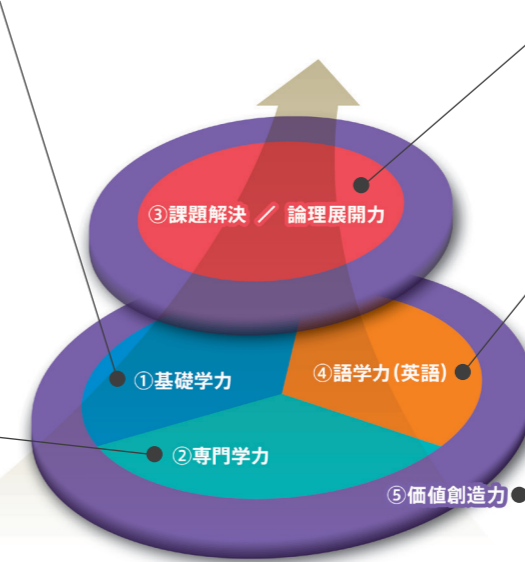 ③課題解決 ／ 論理展開力
①基礎学力
④語学力(英語)
②専門学力
⑤価値創造力